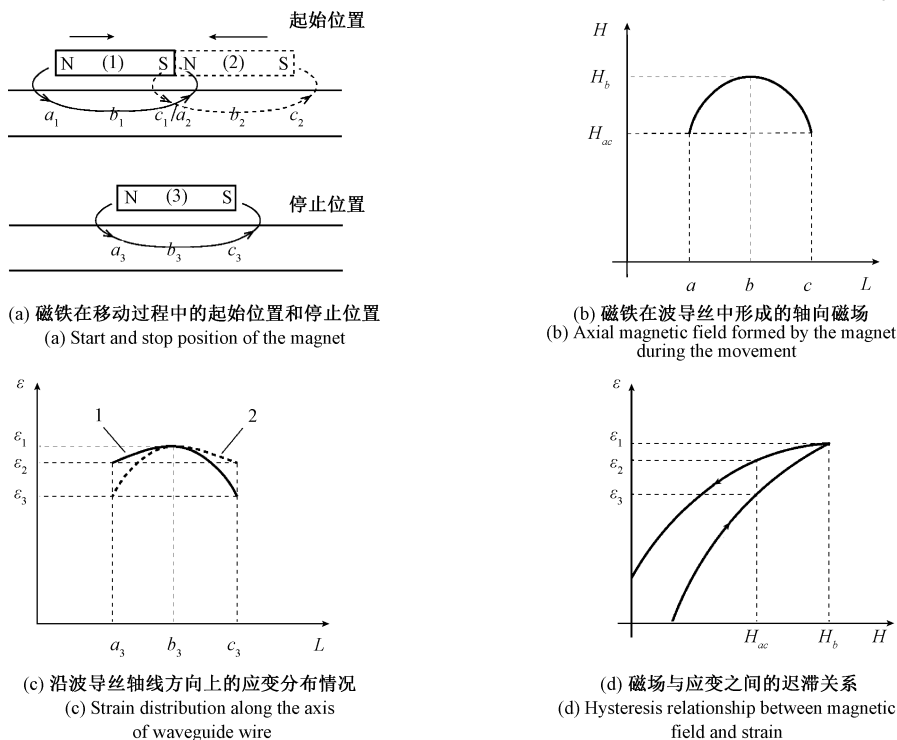 起始位置
N (1) S N (2) S
a₁ b₁ c₁/a₂ b₂ c₂
N (3) S
停止位置
a₃ b₃ c₃
(a) 磁铁在移动过程中的起始位置和停止位置
(a) Start and stop position of the magnet
H
H_b
H_ac
a b c L
(b) 磁铁在波导丝中形成的轴向磁场
(b) Axial magnetic field formed by the magnet
during the movement
ε
1 2
ε₁
ε₂
ε₃
a₃ b₃ c₃ L
(c) 沿波导丝轴线方向上的应变分布情况
(c) Strain distribution along the axis
of waveguide wire
ε
ε₁
ε₂
ε₃
H_ac H_b H
(d) 磁场与应变之间的迟滞关系
(d) Hysteresis relationship between magnetic
field and strain